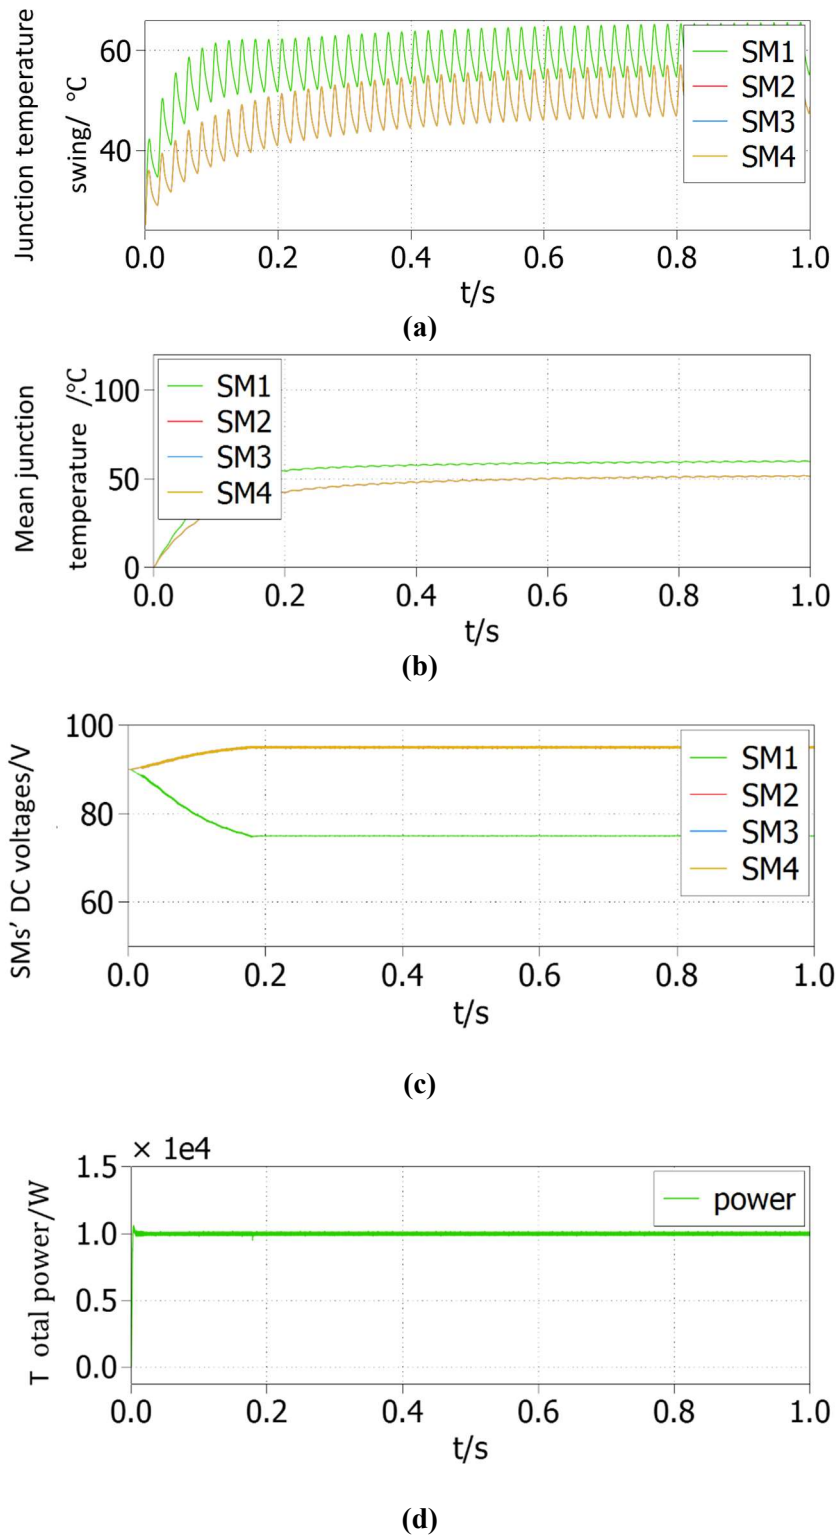 Junction temperature
swing/ °C
60
40
SM1
SM2
SM3
SM4
0.0 0.2 0.4 0.6 0.8 1.0
t/s
(a)
Mean junction
temperature /°C
100
50
0
SM1
SM2
SM3
SM4
0.0 0.2 0.4 0.6 0.8 1.0
t/s
(b)
SMs' DC voltages/V
100
80
60
SM1
SM2
SM3
SM4
0.0 0.2 0.4 0.6 0.8 1.0
t/s
(c)
× 1e4
T otal power/W
1.5
1.0
0.5
0.0
power
0.0 0.2 0.4 0.6 0.8 1.0
t/s
(d)